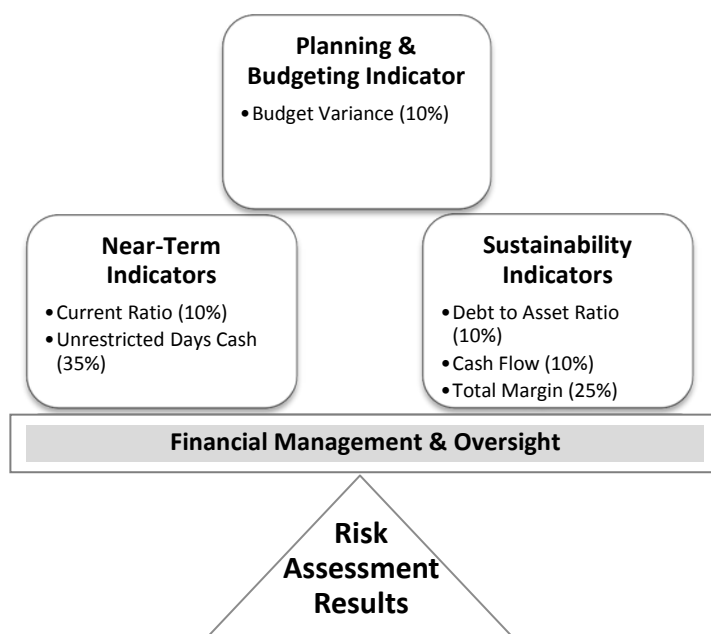 Planning &
Budgeting Indicator
•Budget Variance (10%)
Near-Term
Indicators
•Current Ratio (10%)
•Unrestricted Days Cash
(35%)
Sustainability
Indicators
•Debt to Asset Ratio
(10%)
•Cash Flow (10%)
•Total Margin (25%)
Financial Management & Oversight
Risk
Assessment
Results